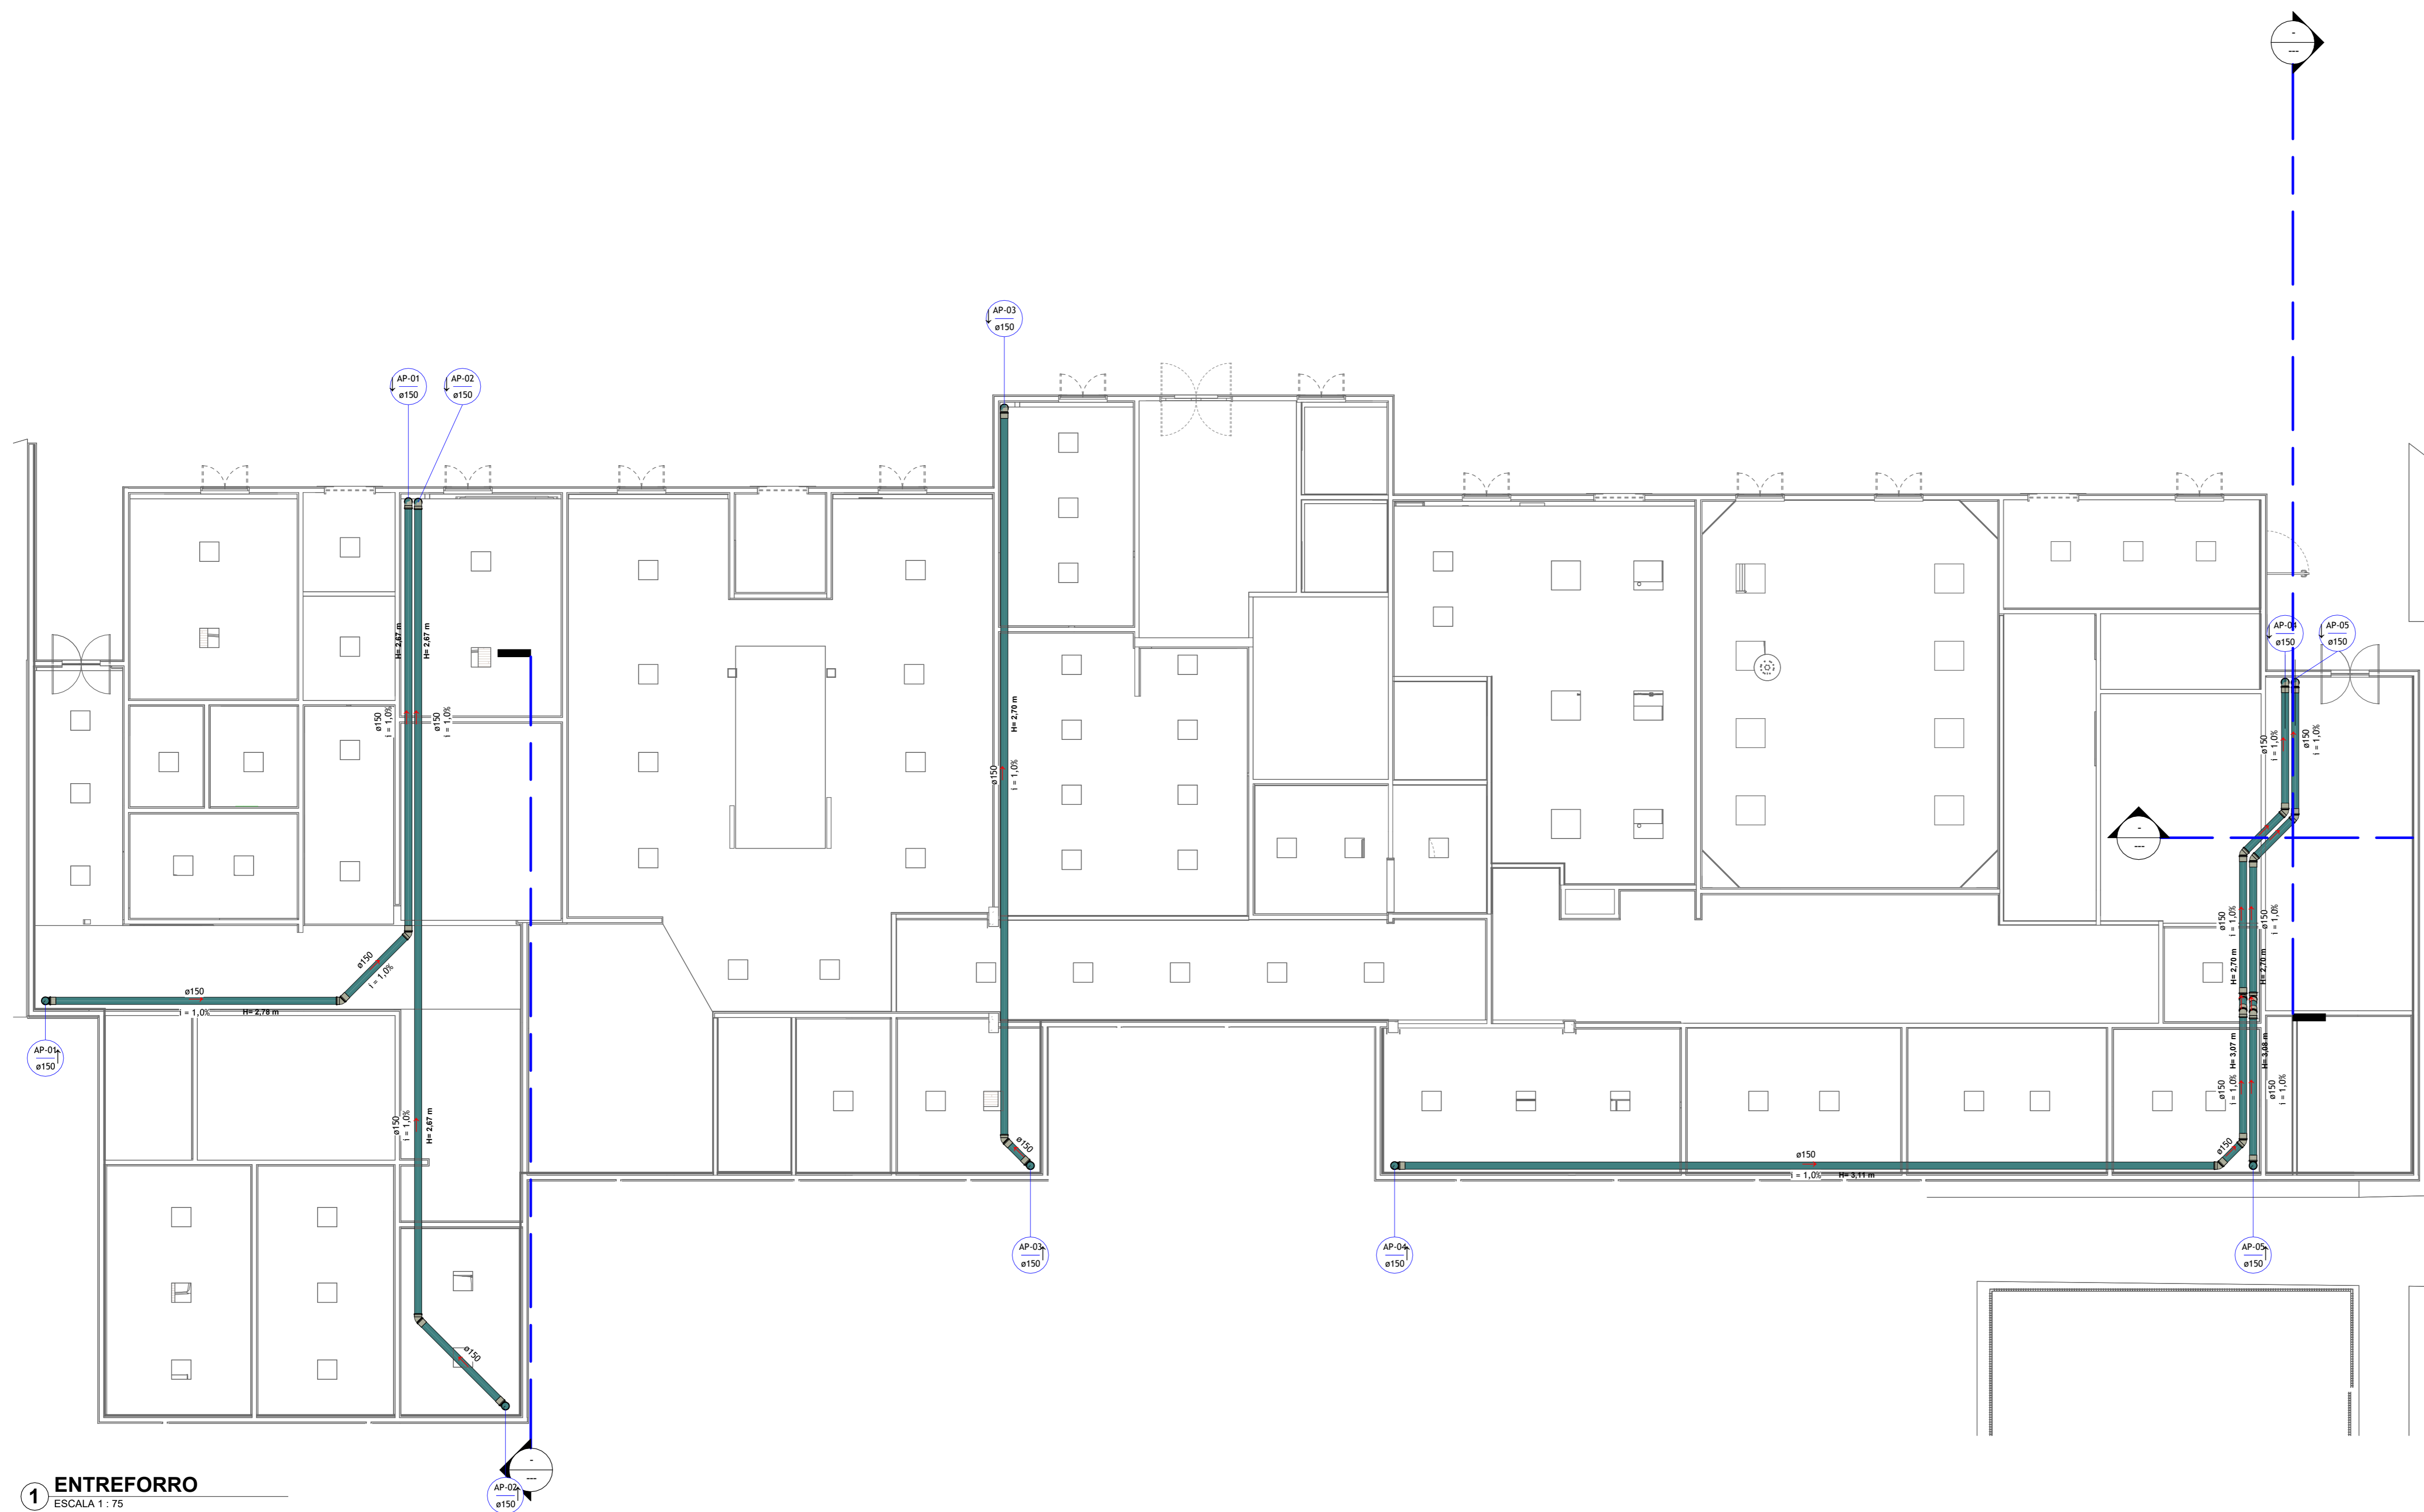 -
---
AP-03
ø150
AP-01
ø150
AP-02
ø150
AP-04
ø150
AP-05
ø150
H= 2,67 m
H= 2,67 m
ø150
i = 1,0%
ø150
i = 1,0%
H= 2,70 m
ø150
i = 1,0%
ø150
i = 1,0%
ø150
i = 1,0%
-
---
ø150
i = 1,0%
ø150
i = 1,0%
ø150
i = 1,0%
H= 2,70 m
H= 2,70 m
ø150
i = 1,0%
H= 2,78 m
AP-01
ø150
H= 3,07 m
H= 3,08 m
ø150
i = 1,0%
ø150
i = 1,0%
ø150
i = 1,0%
H= 2,67 m
ø150
ø150
ø150
i = 1,0%
H= 3,11 m
AP-03
ø150
AP-04
ø150
AP-05
ø150
ø150
-
---
AP-02
ø150
1
ENTREFORRO
ESCALA 1 : 75